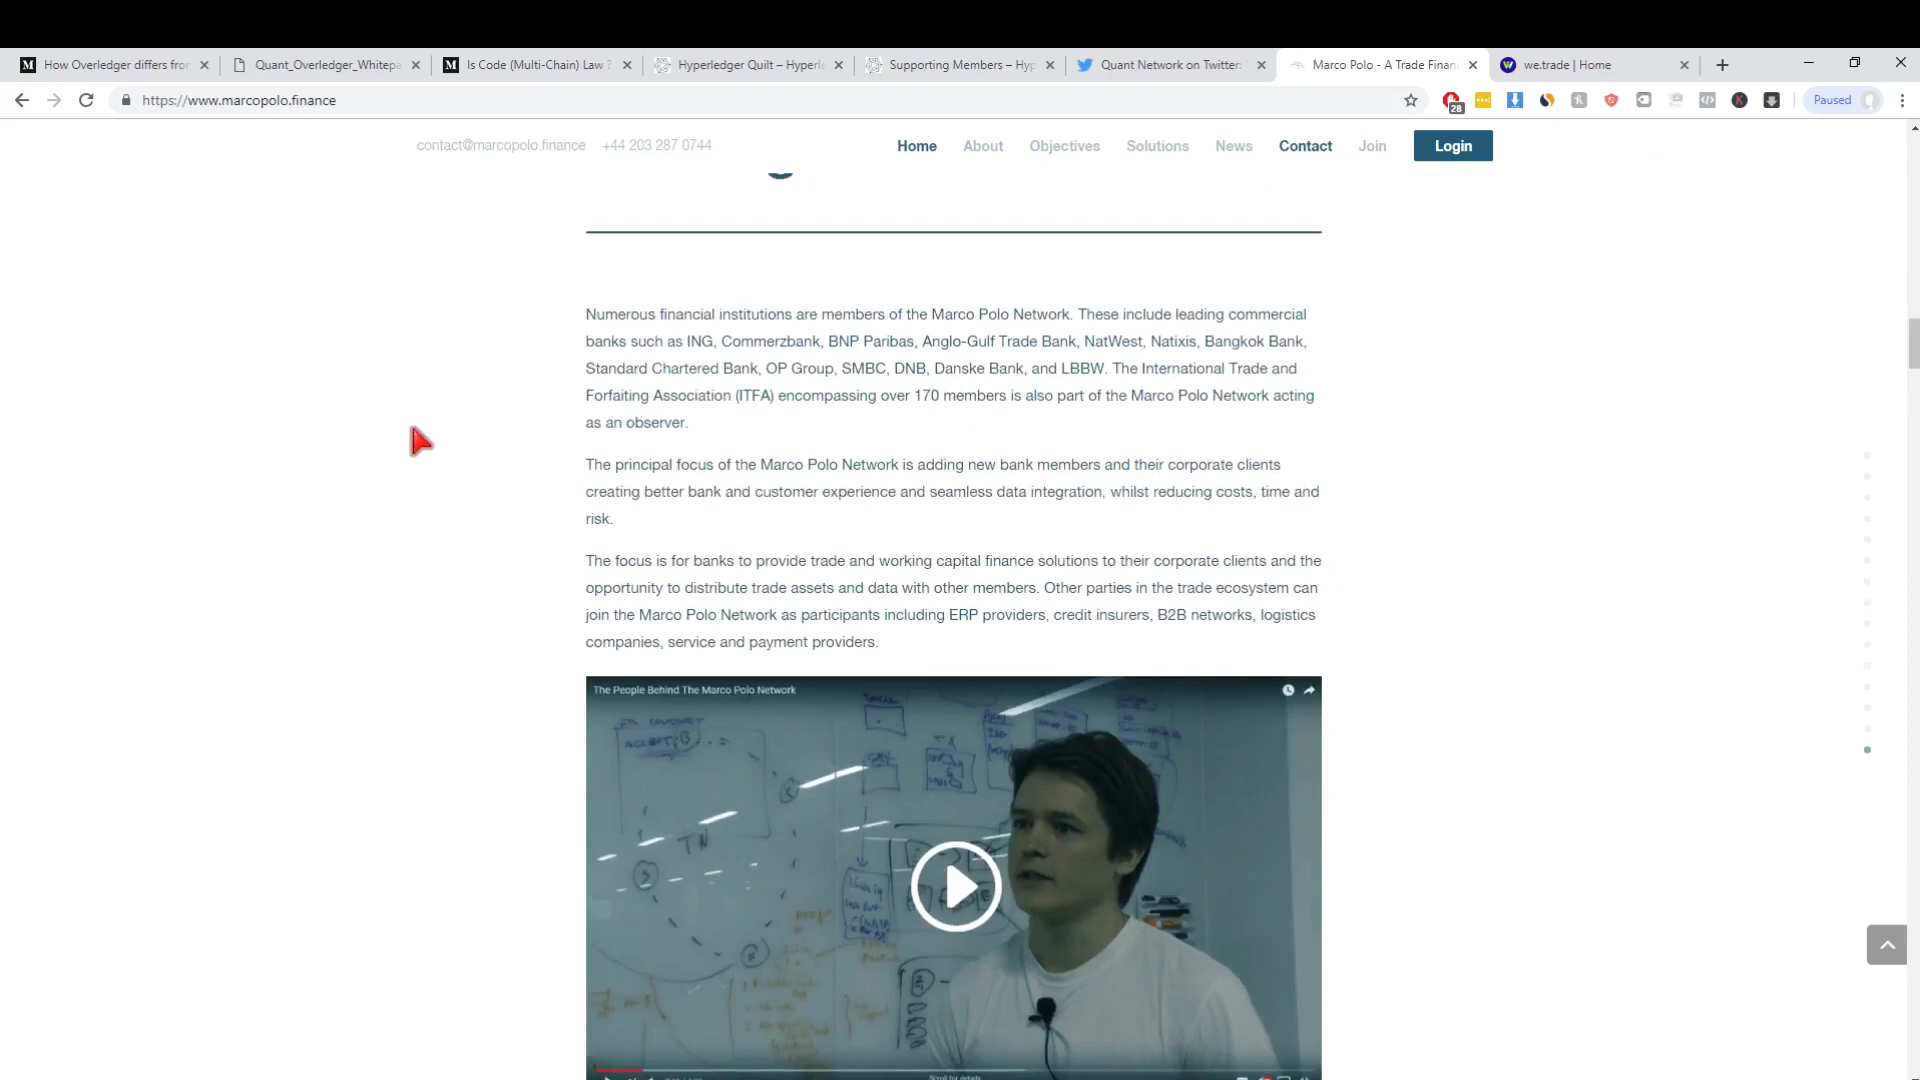 How Overledger differs fro
Quant_Overledger_Whitepa
Is Code (Multi-Chain) Law ?
Hyperledger Quilt – Hyperle
Supporting Members – Hyp
Quant Network on Twitter:
Marco Polo - A Trade Financ
we.trade | Home
https://www.marcopolo.finance
28
Paused
contact@marcopolo.finance +44 203 287 0744
Home About Objectives Solutions News Contact Join Login
Numerous financial institutions are members of the Marco Polo Network. These include leading commercial
banks such as ING, Commerzbank, BNP Paribas, Anglo-Gulf Trade Bank, NatWest, Natixis, Bangkok Bank,
Standard Chartered Bank, OP Group, SMBC, DNB, Danske Bank, and LBBW. The International Trade and
Forfaiting Association (ITFA) encompassing over 170 members is also part of the Marco Polo Network acting
as an observer.
The principal focus of the Marco Polo Network is adding new bank members and their corporate clients
creating better bank and customer experience and seamless data integration, whilst reducing costs, time and
risk.
The focus is for banks to provide trade and working capital finance solutions to their corporate clients and the
opportunity to distribute trade assets and data with other members. Other parties in the trade ecosystem can
join the Marco Polo Network as participants including ERP providers, credit insurers, B2B networks, logistics
companies, service and payment providers.
The People Behind The Marco Polo Network
TN
Scroll for details